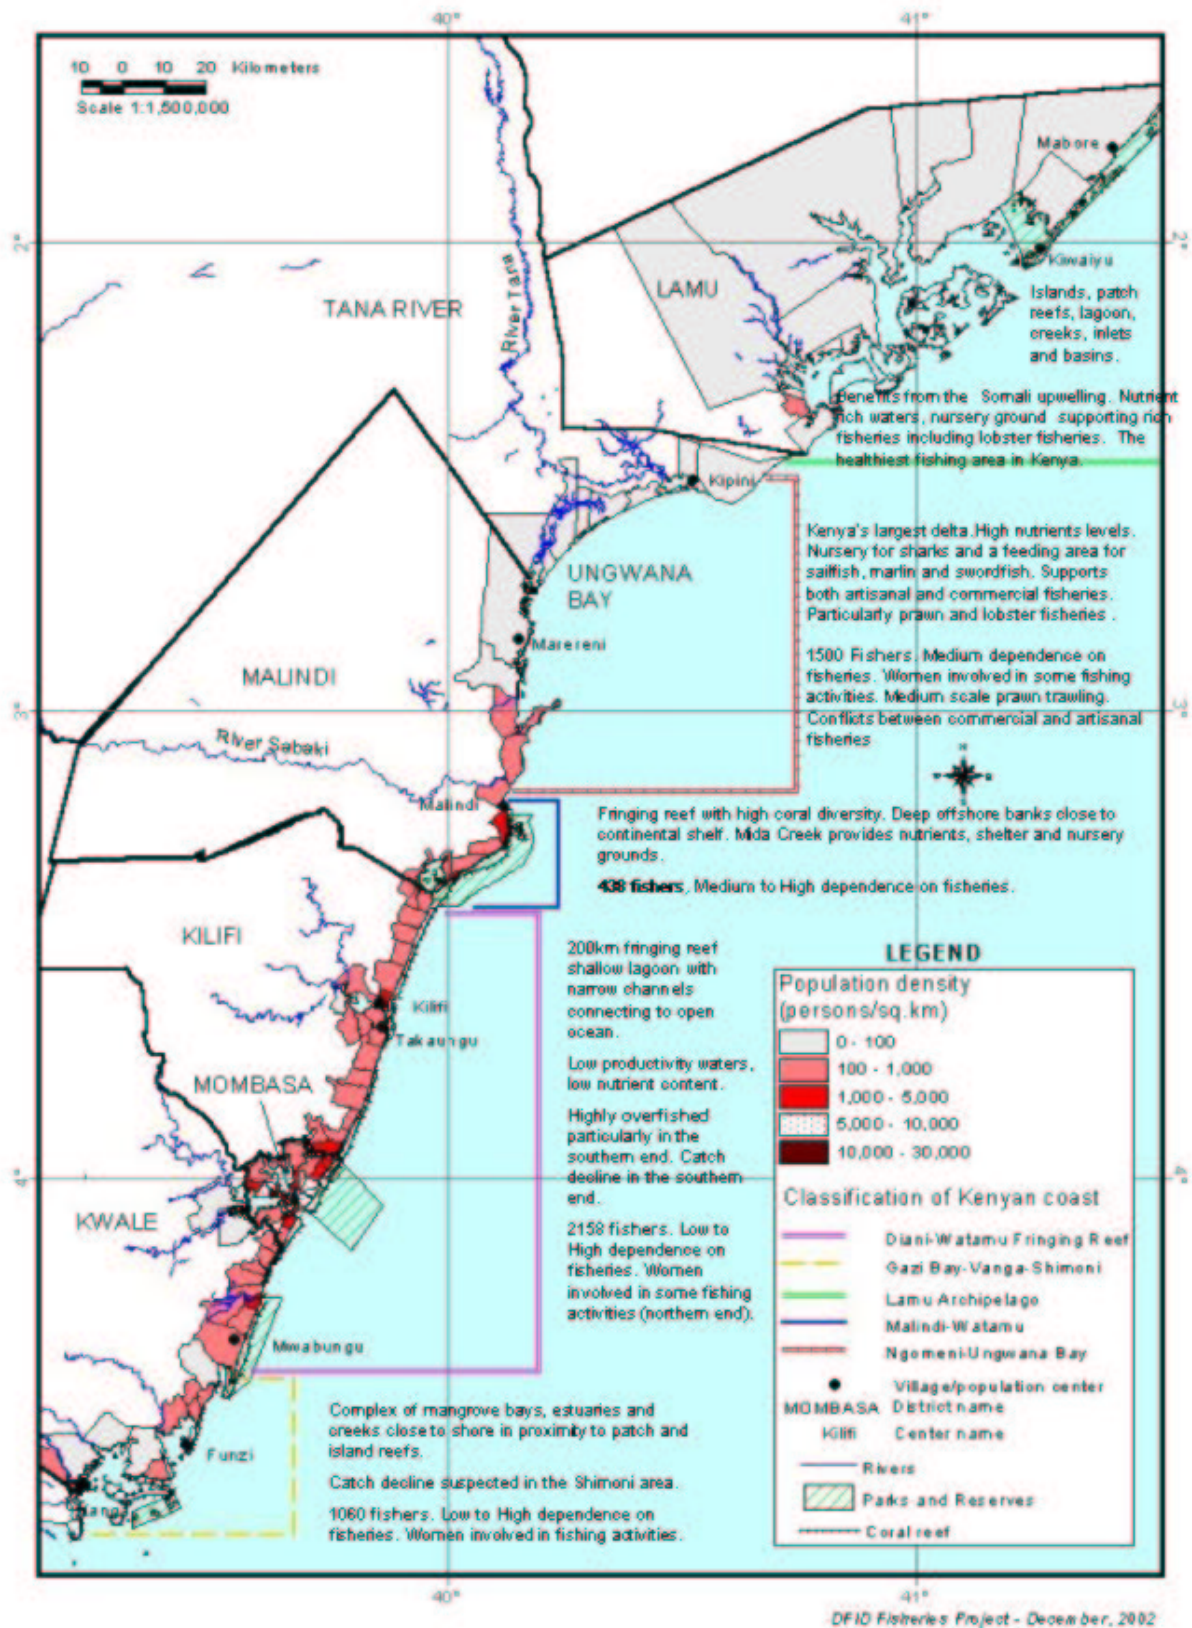 40°
41°
10 0 10 20 Kilometers
Scale 1:1,500,000
Mabore
2°
2°
Kiwaiyu
River Tana
LAMU
TANA RIVER
Islands, patch
reefs, lagoon,
creeks, inlets
and basins.
Benefits from the Somali upwelling. Nutrient
rich waters, nursery ground supporting rich
fisheries including lobster fisheries. The
healthiest fishing area in Kenya.
Kipini
Kenya's largest delta.High nutrients levels.
Nursery for sharks and a feeding area for
sailfish, marlin and swordfish. Supports
both artisanal and commercial fisheries.
Particularly prawn and lobster fisheries .
UNGWANA
BAY
Marereni
1500 Fishers. Medium dependence on
fisheries. Women involved in some fishing
activities. Medium scale prawn trawling.
Conflicts between commercial and artisanal
fisheries
MALINDI
3°
3°
River Sabaki
N
W E
S
Malindi
Fringing reef with high coral diversity. Deep offshore banks close to
continental shelf. Mida Creek provides nutrients, shelter and nursery
grounds.
438 fishers. Medium to High dependence on fisheries.
KILIFI
200km fringing reef
shallow lagoon with
narrow channels
connecting to open
ocean.
Low productivity waters,
low nutrient content.
Highly overfished
particularly in the
southern end. Catch
decline in the southern
end.
2158 fishers. Low to
High dependence on
fisheries. Women
involved in some fishing
activities (northern end).
Kilifi
Takaungu
MOMBASA
4°
4°
KWALE
Mwabungu
LEGEND
Population density
(persons/sq.km)
0 - 100
100 - 1,000
1,000 - 5,000
5,000 - 10,000
10,000 - 30,000
Classification of Kenyan coast
Diani-Watamu Fringing Reef
Gazi Bay-Vanga-Shimoni
Lamu Archipelago
Malindi-Watamu
Ngomeni-Ungwana Bay
Village/population center
MOMBASA District name
Kilifi Center name
Rivers
Parks and Reserves
Coral reef
Complex of mangrove bays, estuaries and
creeks close to shore in proximity to patch and
island reefs.
Catch decline suspected in the Shimoni area.
1060 fishers. Low to High dependence on
fisheries. Women involved in fishing activities.
Funzi
Vanga
40°
41°
DFID Fisheries Project - December, 2002